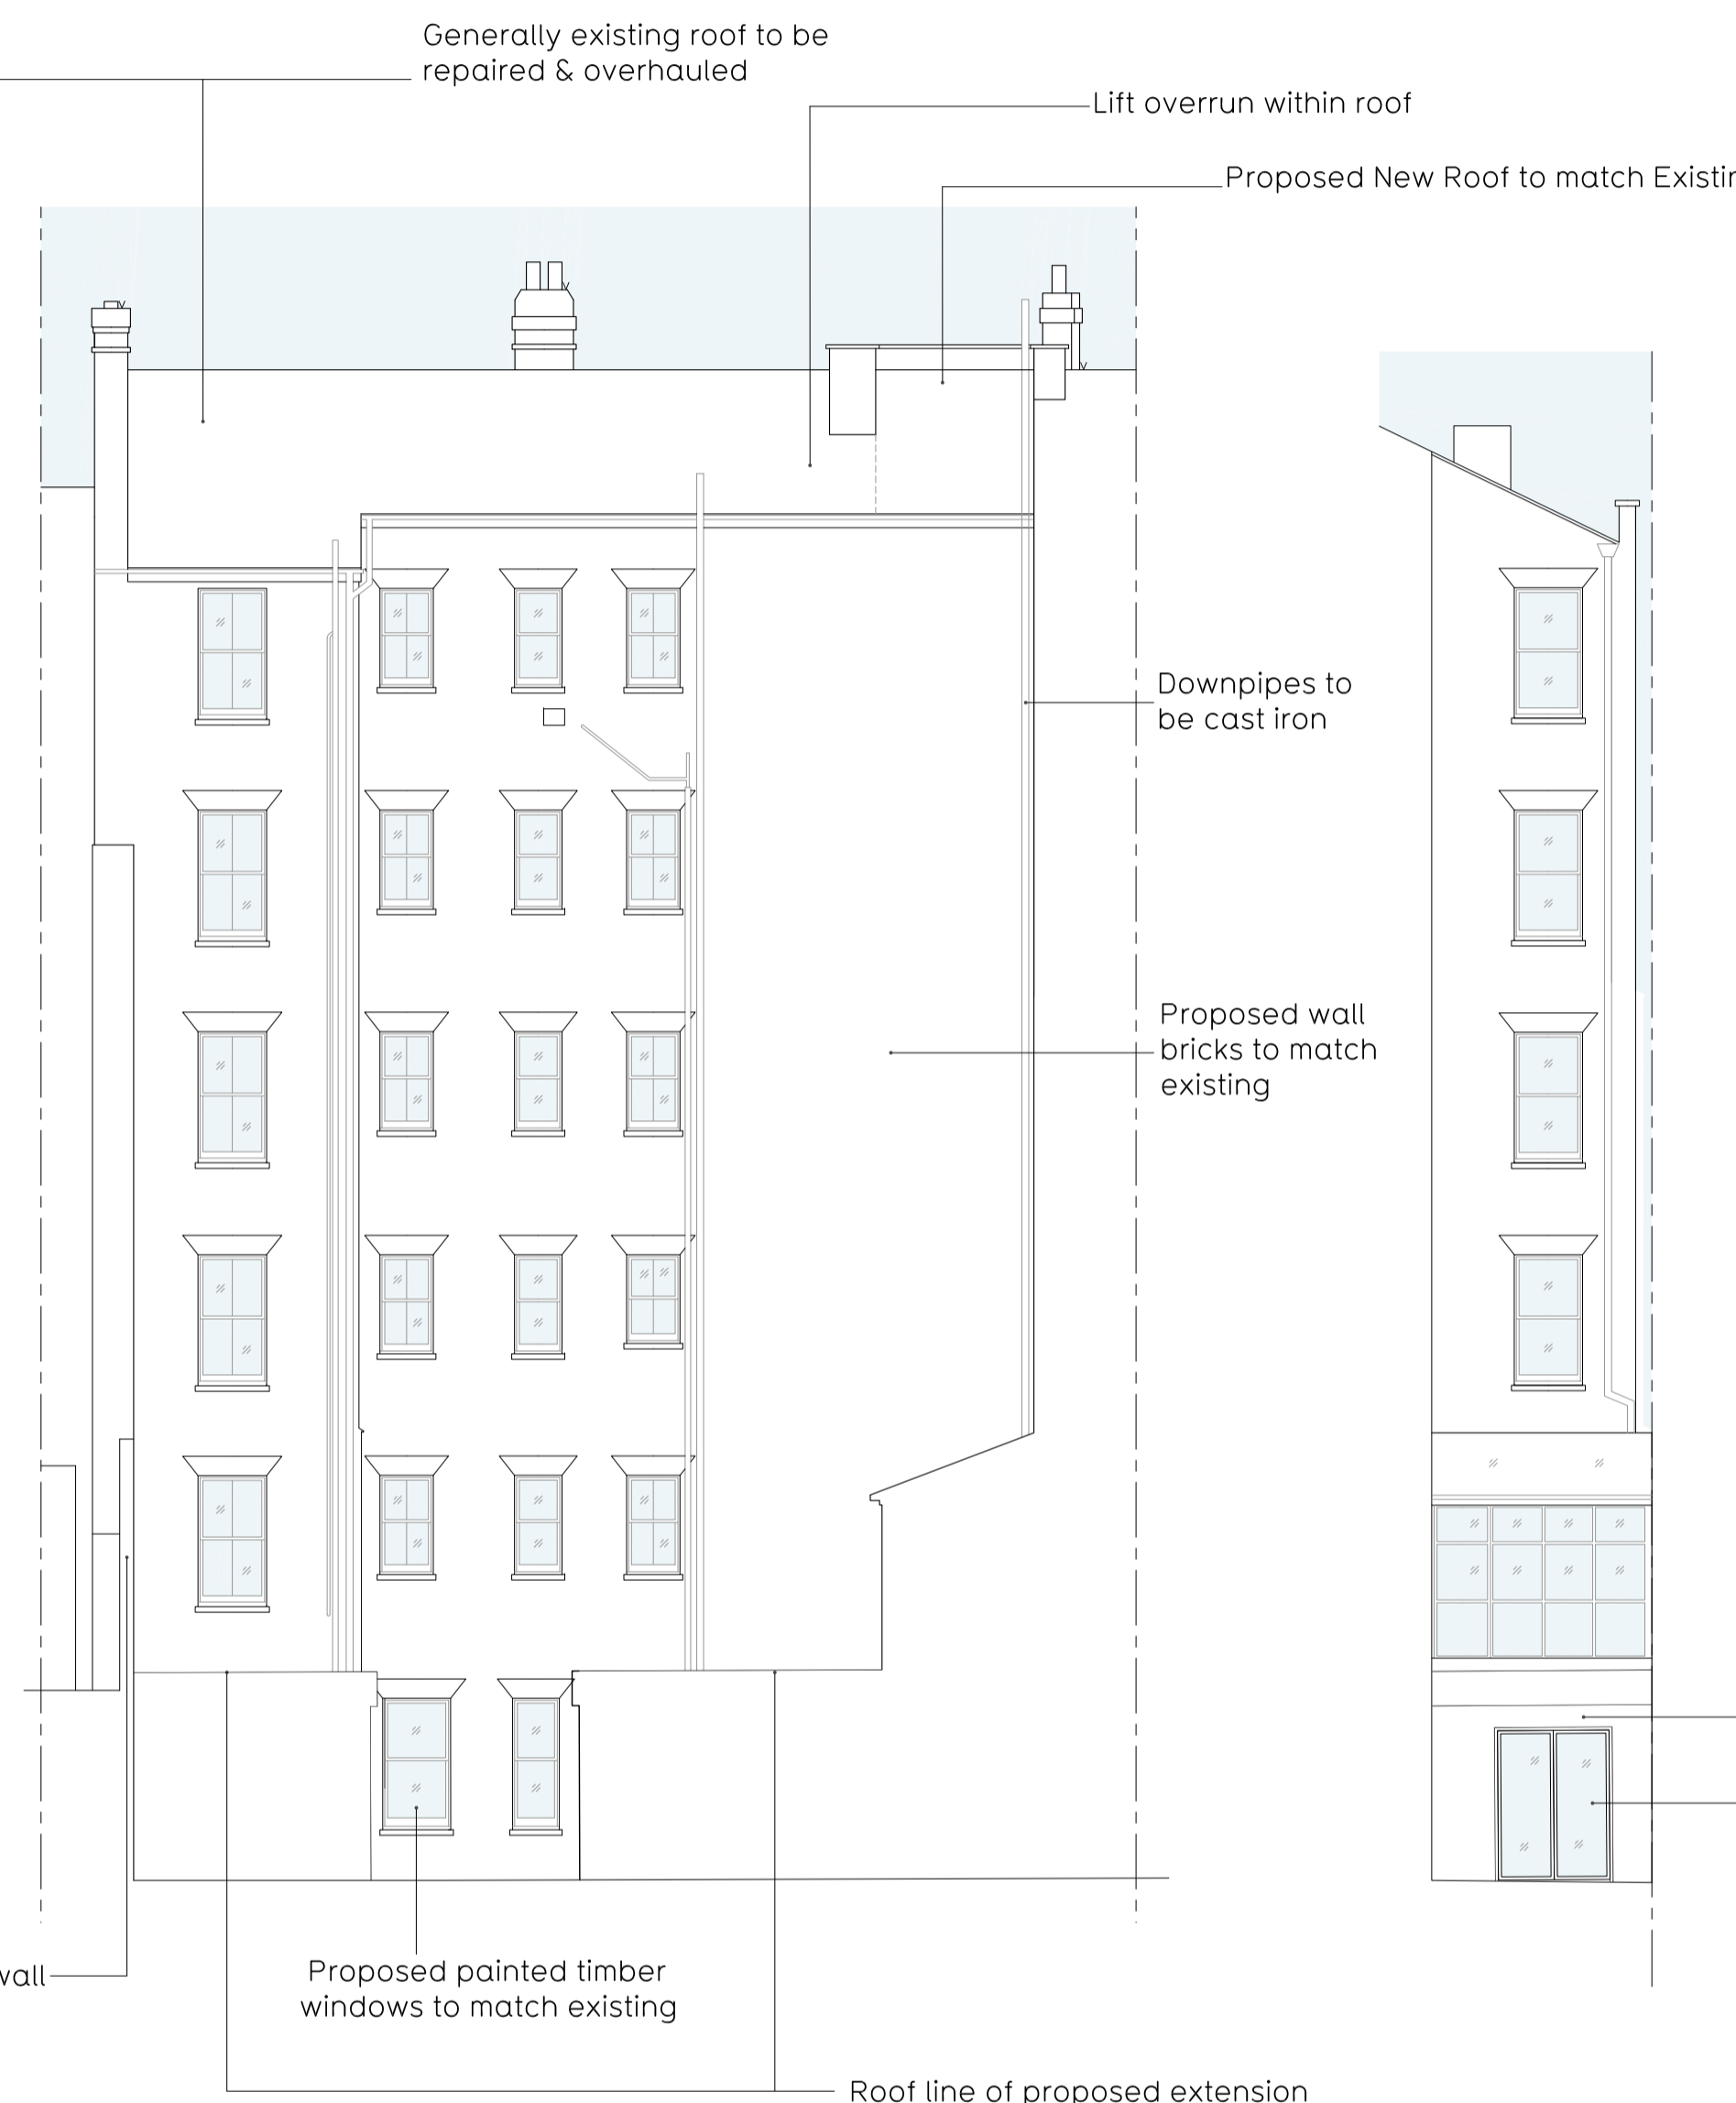 Generally existing roof to be
repaired & overhauled
Lift overrun within roof
Proposed New Roof to match
Downpipes to
be cast iron
Proposed wall
bricks to match
existing
wall
Proposed painted timber
windows to match existing
Roof line of proposed extension